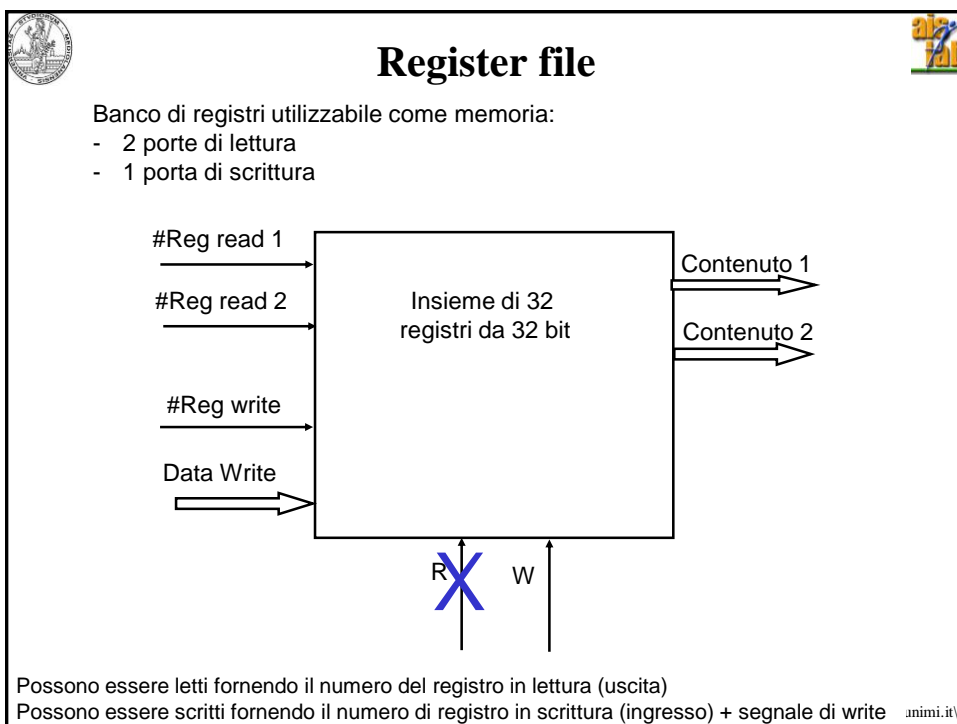 Register file
Banco di registri utilizzabile come memoria:
- 2 porte di lettura
- 1 porta di scrittura
#Reg read 1
#Reg read 2
#Reg write
Data Write
Insieme di 32
registri da 32 bit
Contenuto 1
Contenuto 2
R
X
W
Possono essere letti fornendo il numero del registro in lettura (uscita)
Possono essere scritti fornendo il numero di registro in scrittura (ingresso) + segnale di write
unimi.it\